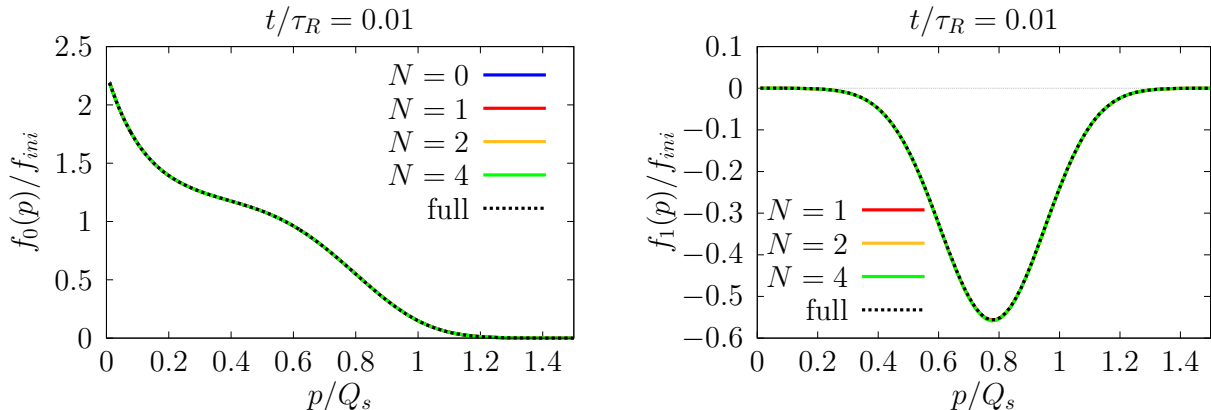 t/τ_R = 0.01
f_0(p)/f_ini
2.5
2
1.5
1
0.5
0
N = 0
N = 1
N = 2
N = 4
full
0 0.2 0.4 0.6 0.8 1 1.2 1.4
p/Q_s
t/τ_R = 0.01
f_1(p)/f_ini
0.1
0
−0.1
−0.2
−0.3
−0.4
−0.5
−0.6
N = 1
N = 2
N = 4
full
0 0.2 0.4 0.6 0.8 1 1.2 1.4
p/Q_s